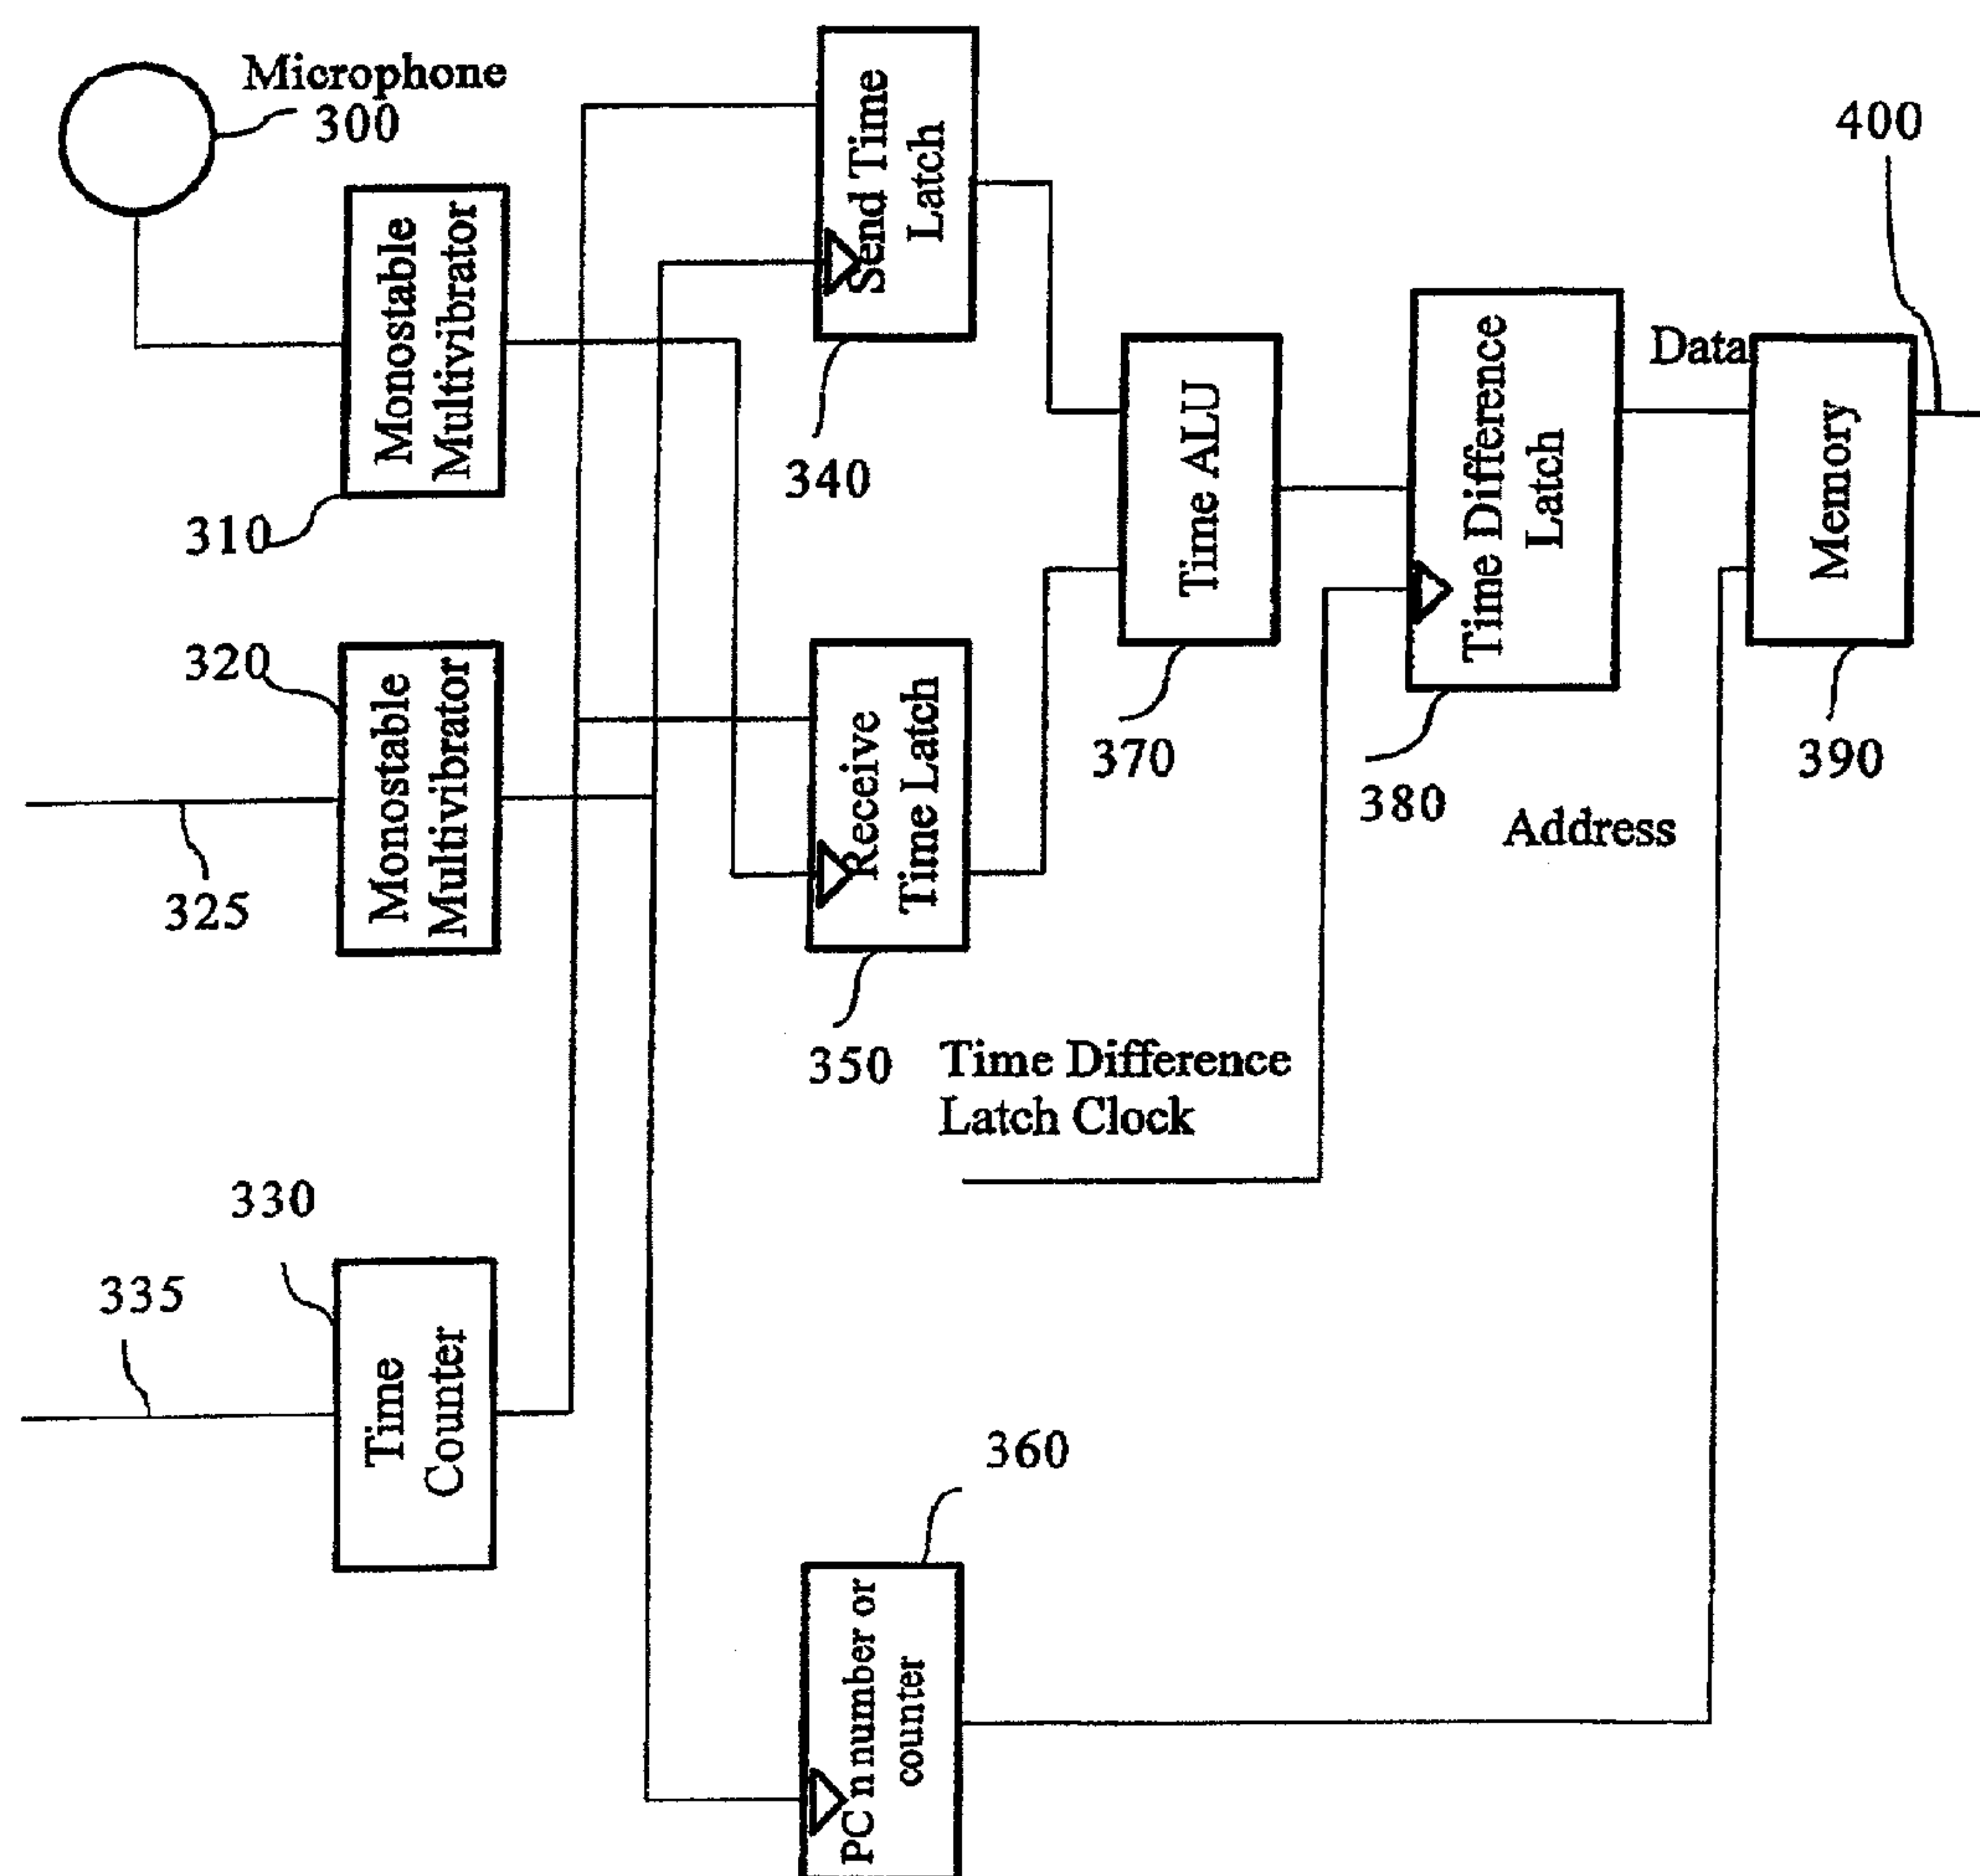 Microphone
300
400
Send Time
Latch
Monostable
Multivibrator
310
340
Time ALU
Time Difference
Latch
Data
Memory
320
Monostable
Multivibrator
325
Receive
Time Latch
350
370
380
390
Address
Time Difference
Latch Clock
330
335
Time
Counter
360
PC n number or
counter